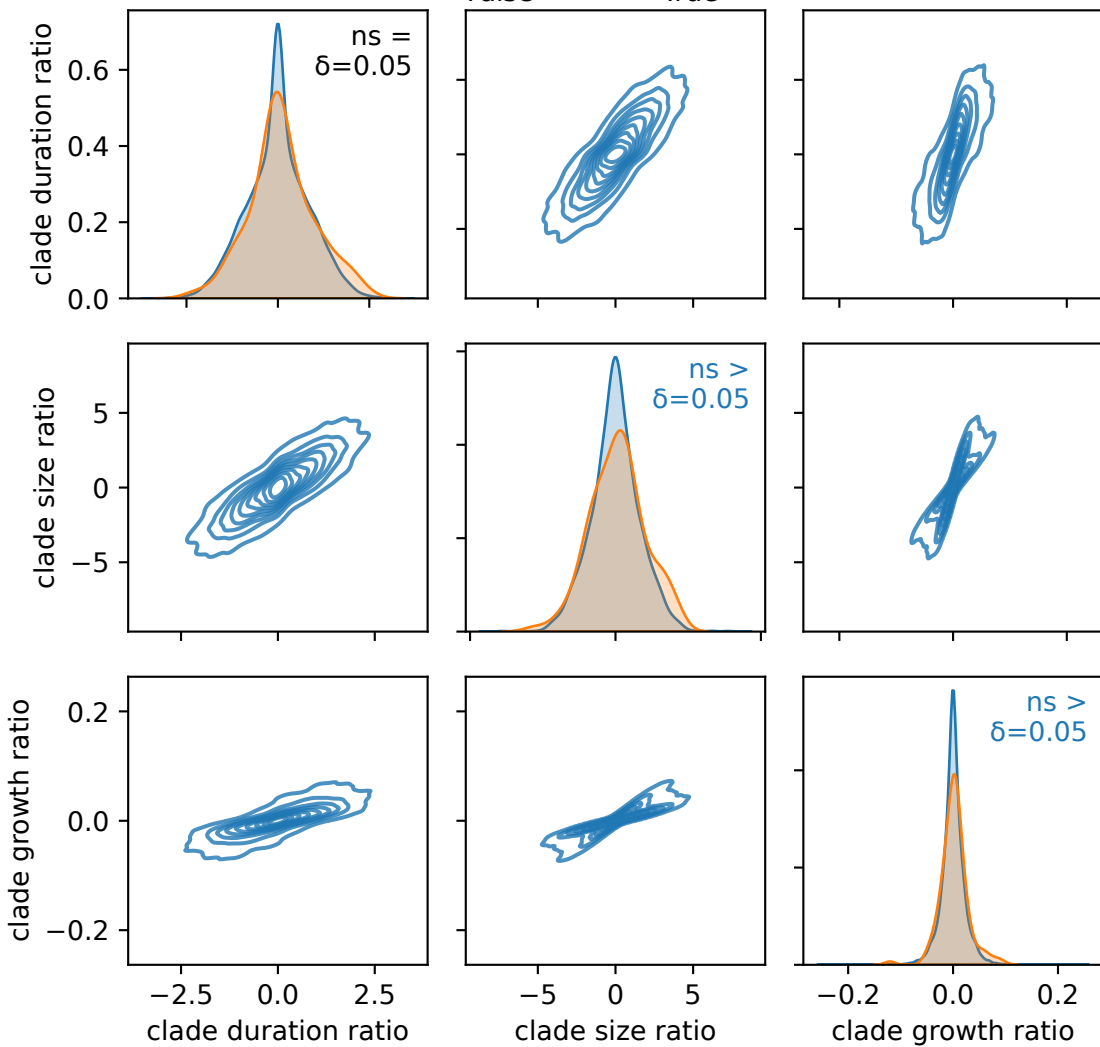 clade duration ratio
0.6
0.4
0.2
0.0
ns =
δ=0.05
clade size ratio
5
0
−5
ns >
δ=0.05
clade growth ratio
0.2
0.0
−0.2
ns >
δ=0.05
−2.5 0.0 2.5
−5 0 5
−0.2 0.0 0.2
clade duration ratio
clade size ratio
clade growth ratio